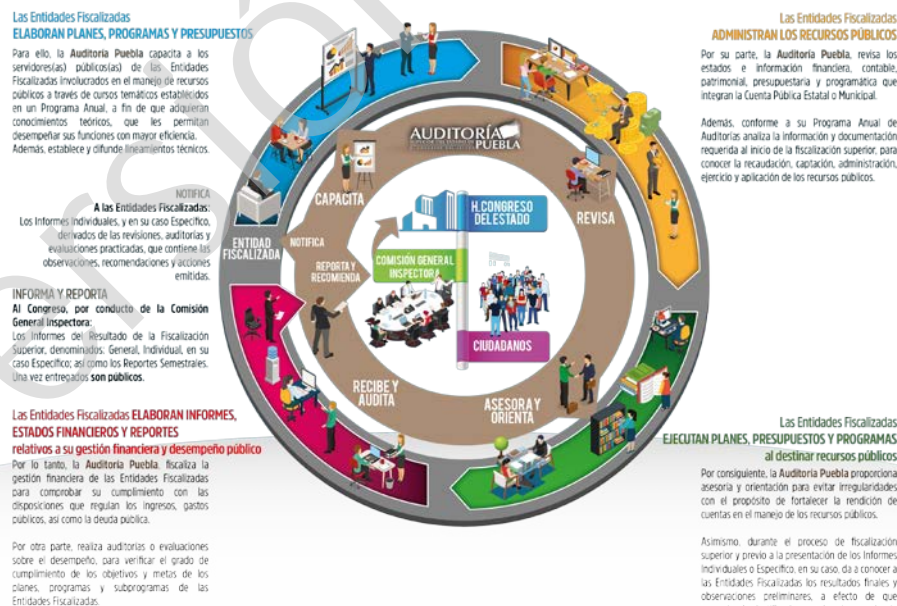 Las Entidades Fiscalizadas
ELABORAN PLANES, PROGRAMAS Y PRESUPUESTOS
Para ello, la Auditoría Puebla capacita a los
servidores(as) públicos(as) de las Entidades
Fiscalizadas involucrados en el manejo de recursos
públicos a través de cursos temáticos establecidos
en un Programa Anual, a fin de que adquieran
conocimientos teóricos, que les permitan
desempeñar sus funciones con mayor eficiencia.
Además, establece y difunde lineamientos técnicos.
NOTIFICA
A las Entidades Fiscalizadas:
Los Informes Individuales, y en su caso Específico,
derivados de las revisiones, auditorías y
evaluaciones practicadas, que contiene las
observaciones, recomendaciones y acciones
emitidas.
INFORMA Y REPORTA
Al Congreso, por conducto de la Comisión
General Inspectora:
Los Informes del Resultado de la Fiscalización
Superior, denominados: General, Individual, en su
caso Específico; así como los Reportes Semestrales.
Una vez entregados son públicos.
Las Entidades Fiscalizadas ELABORAN INFORMES,
ESTADOS FINANCIEROS Y REPORTES
relativos a su gestión financiera y desempeño público
Por lo tanto, la Auditoría Puebla, fiscaliza la
gestión financiera de las Entidades Fiscalizadas
para comprobar su cumplimiento con las
disposiciones que regulan los ingresos, gastos
públicos, así como la deuda pública.
Por otra parte, realiza auditorías o evaluaciones
sobre el desempeño, para verificar el grado de
cumplimiento de los objetivos y metas de los
planes, programas y subprogramas de las
Entidades Fiscalizadas.
AUDITORÍA
PUEBLA
CAPACITA
REVISA
H. CONGRESO
DEL ESTADO
ENTIDAD
FISCALIZADA
NOTIFICA
REPORTA Y
RECOMIENDA
COMISIÓN GENERAL
INSPECTORA
CIUDADANOS
RECIBE Y
AUDITA
ASESORA Y
ORIENTA
Las Entidades Fiscalizadas
ADMINISTRAN LOS RECURSOS PÚBLICOS
Por su parte, la Auditoría Puebla, revisa los
estados e información financiera, contable,
patrimonial, presupuestaria y programática que
integran la Cuenta Pública Estatal o Municipal.
Además, conforme a su Programa Anual de
Auditorías analiza la información y documentación
requerida al inicio de la fiscalización superior, para
conocer la recaudación, captación, administración,
ejercicio y aplicación de los recursos públicos.
Las Entidades Fiscalizadas
EJECUTAN PLANES, PRESUPUESTOS Y PROGRAMAS
al destinar recursos públicos
Por consiguiente, la Auditoría Puebla proporciona
asesoría y orientación para evitar irregularidades
con el propósito de fortalecer la rendición de
cuentas en el manejo de los recursos públicos.
Asimismo, durante el proceso de fiscalización
superior y previo a la presentación de los Informes
Individuales o Específico, en su caso, da a conocer a
las Entidades Fiscalizadas los resultados finales y
observaciones preliminares, a efecto de que